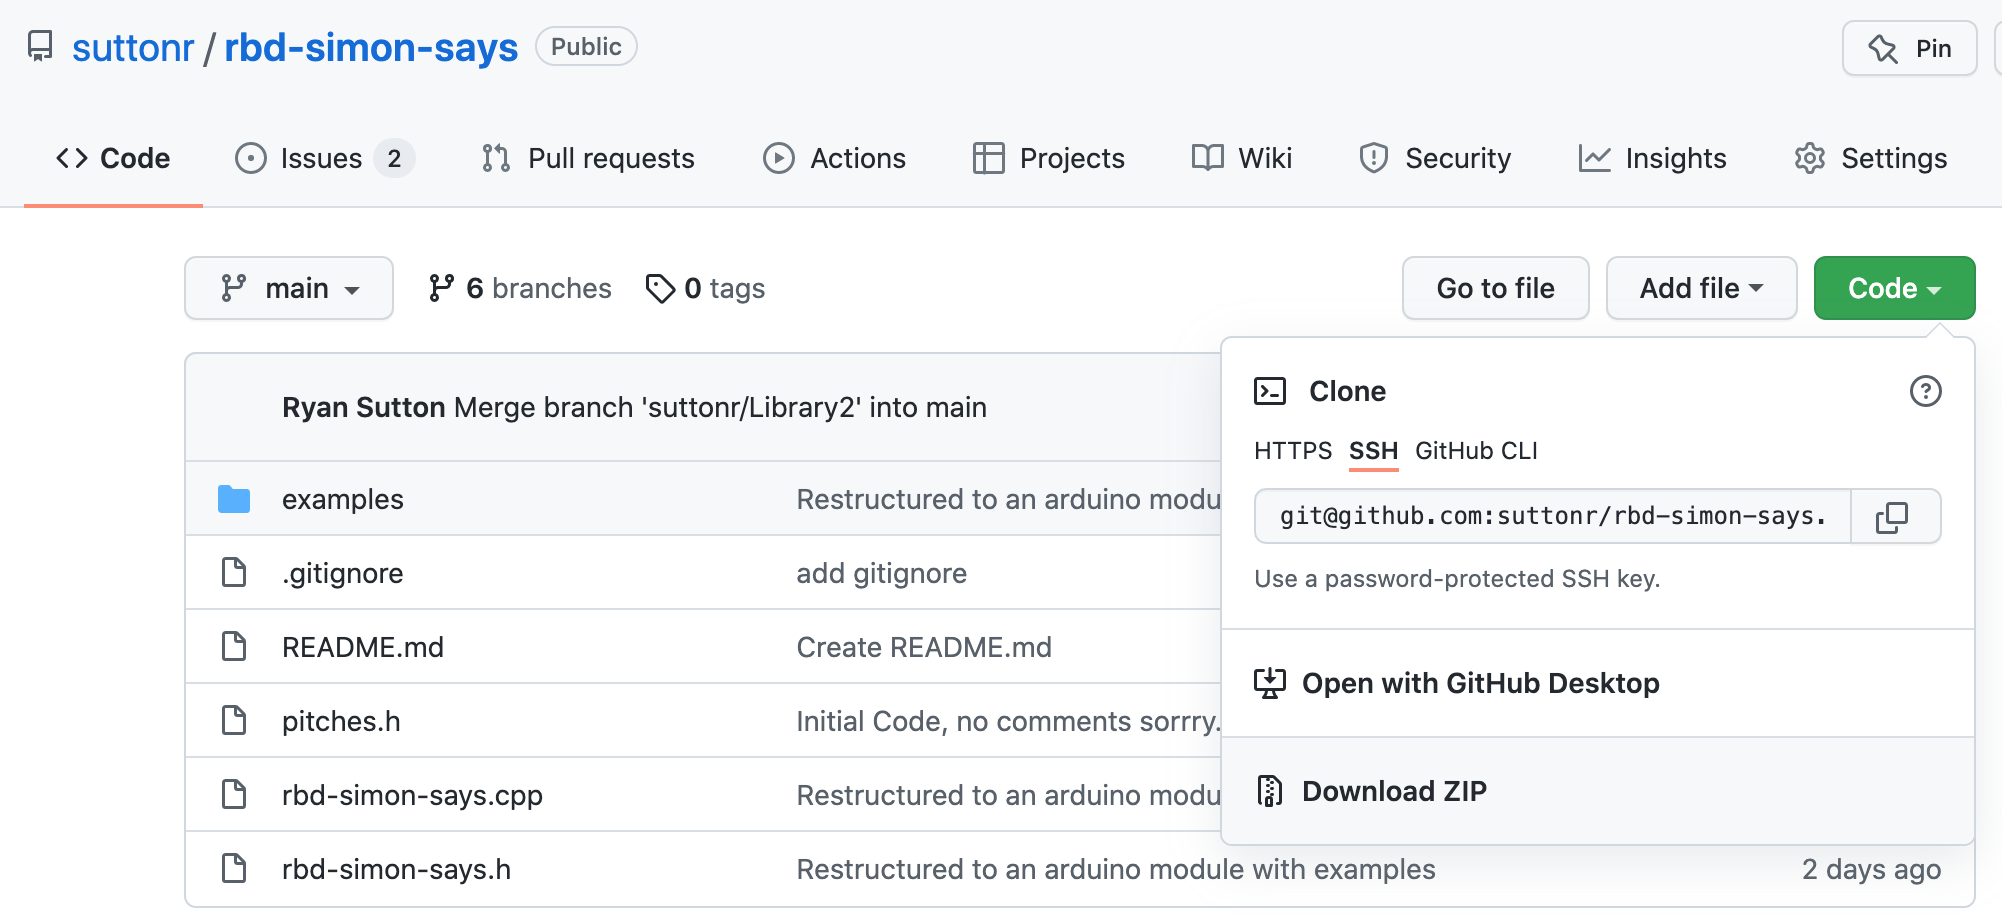 suttonr / rbd-simon-says Public
Pin
Code
Issues 2
Pull requests
Actions
Projects
Wiki
Security
Insights
Settings
main
6 branches
0 tags
Go to file
Add file
Code
Ryan Sutton Merge branch 'suttonr/Library2' into main
examples
Restructured to an arduino modu
.gitignore
add gitignore
README.md
Create README.md
pitches.h
Initial Code, no comments sorrry.
rbd-simon-says.cpp
Restructured to an arduino modu
rbd-simon-says.h
Restructured to an arduino module with examples
2 days ago
Clone
HTTPS SSH GitHub CLI
git@github.com:suttonr/rbd-simon-says.
Use a password-protected SSH key.
Open with GitHub Desktop
Download ZIP